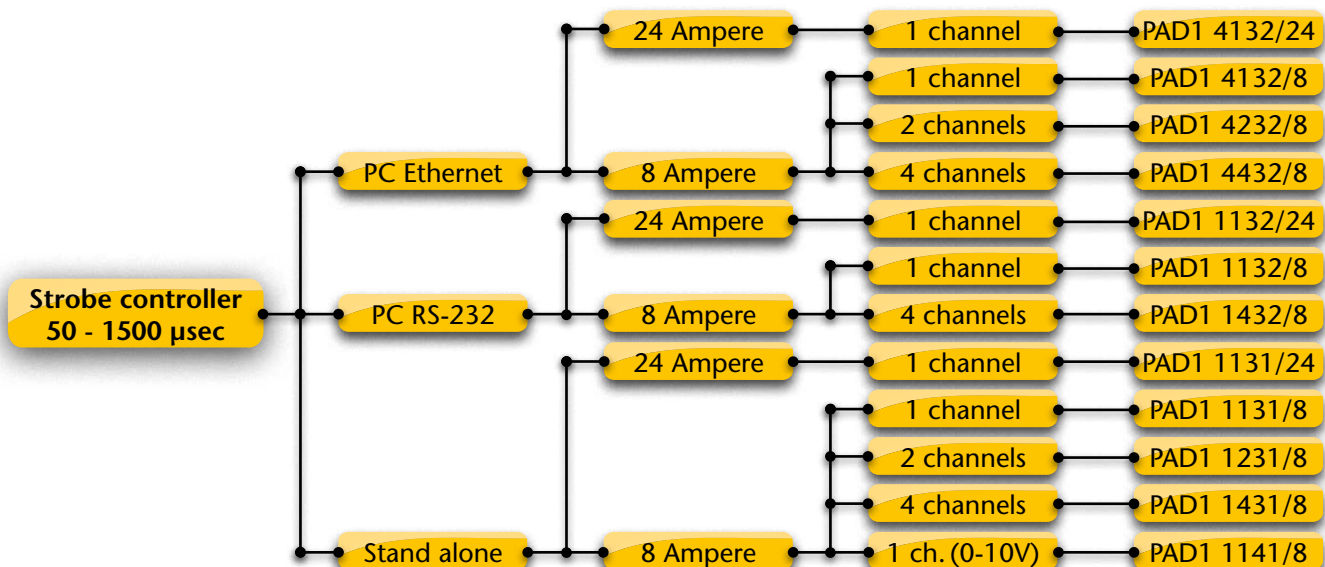 24 Ampere 1 channel PAD1 4132/24
1 channel PAD1 4132/8
2 channels PAD1 4232/8
PC Ethernet 8 Ampere 4 channels PAD1 4432/8
24 Ampere 1 channel PAD1 1132/24
1 channel PAD1 1132/8
Strobe controller
50 - 1500 µsec
PC RS-232 8 Ampere 4 channels PAD1 1432/8
24 Ampere 1 channel PAD1 1131/24
1 channel PAD1 1131/8
2 channels PAD1 1231/8
4 channels PAD1 1431/8
Stand alone 8 Ampere 1 ch. (0-10V) PAD1 1141/8